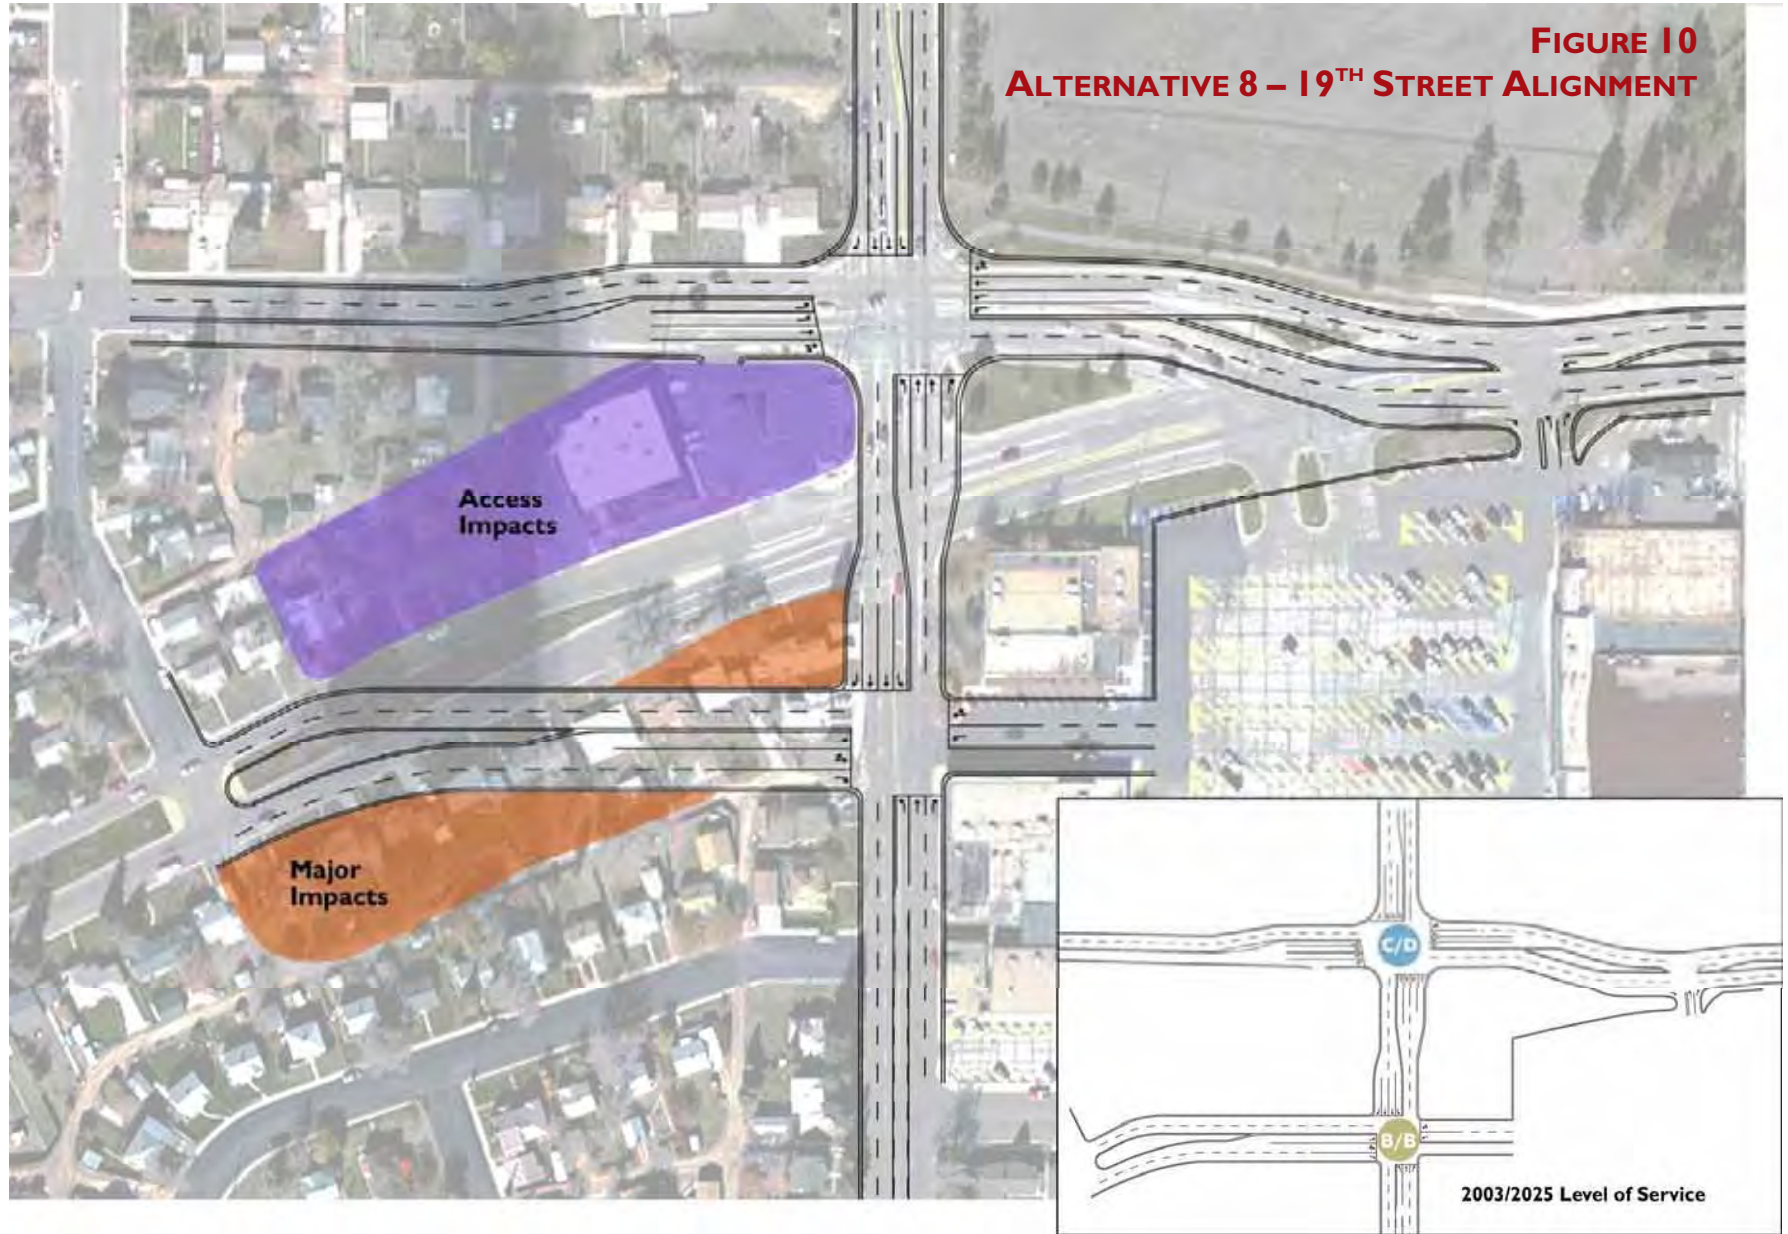 FIGURE 10
ALTERNATIVE 8 – 19TH STREET ALIGNMENT
Access
Impacts
Major
Impacts
C/D
B/B
2003/2025 Level of Service